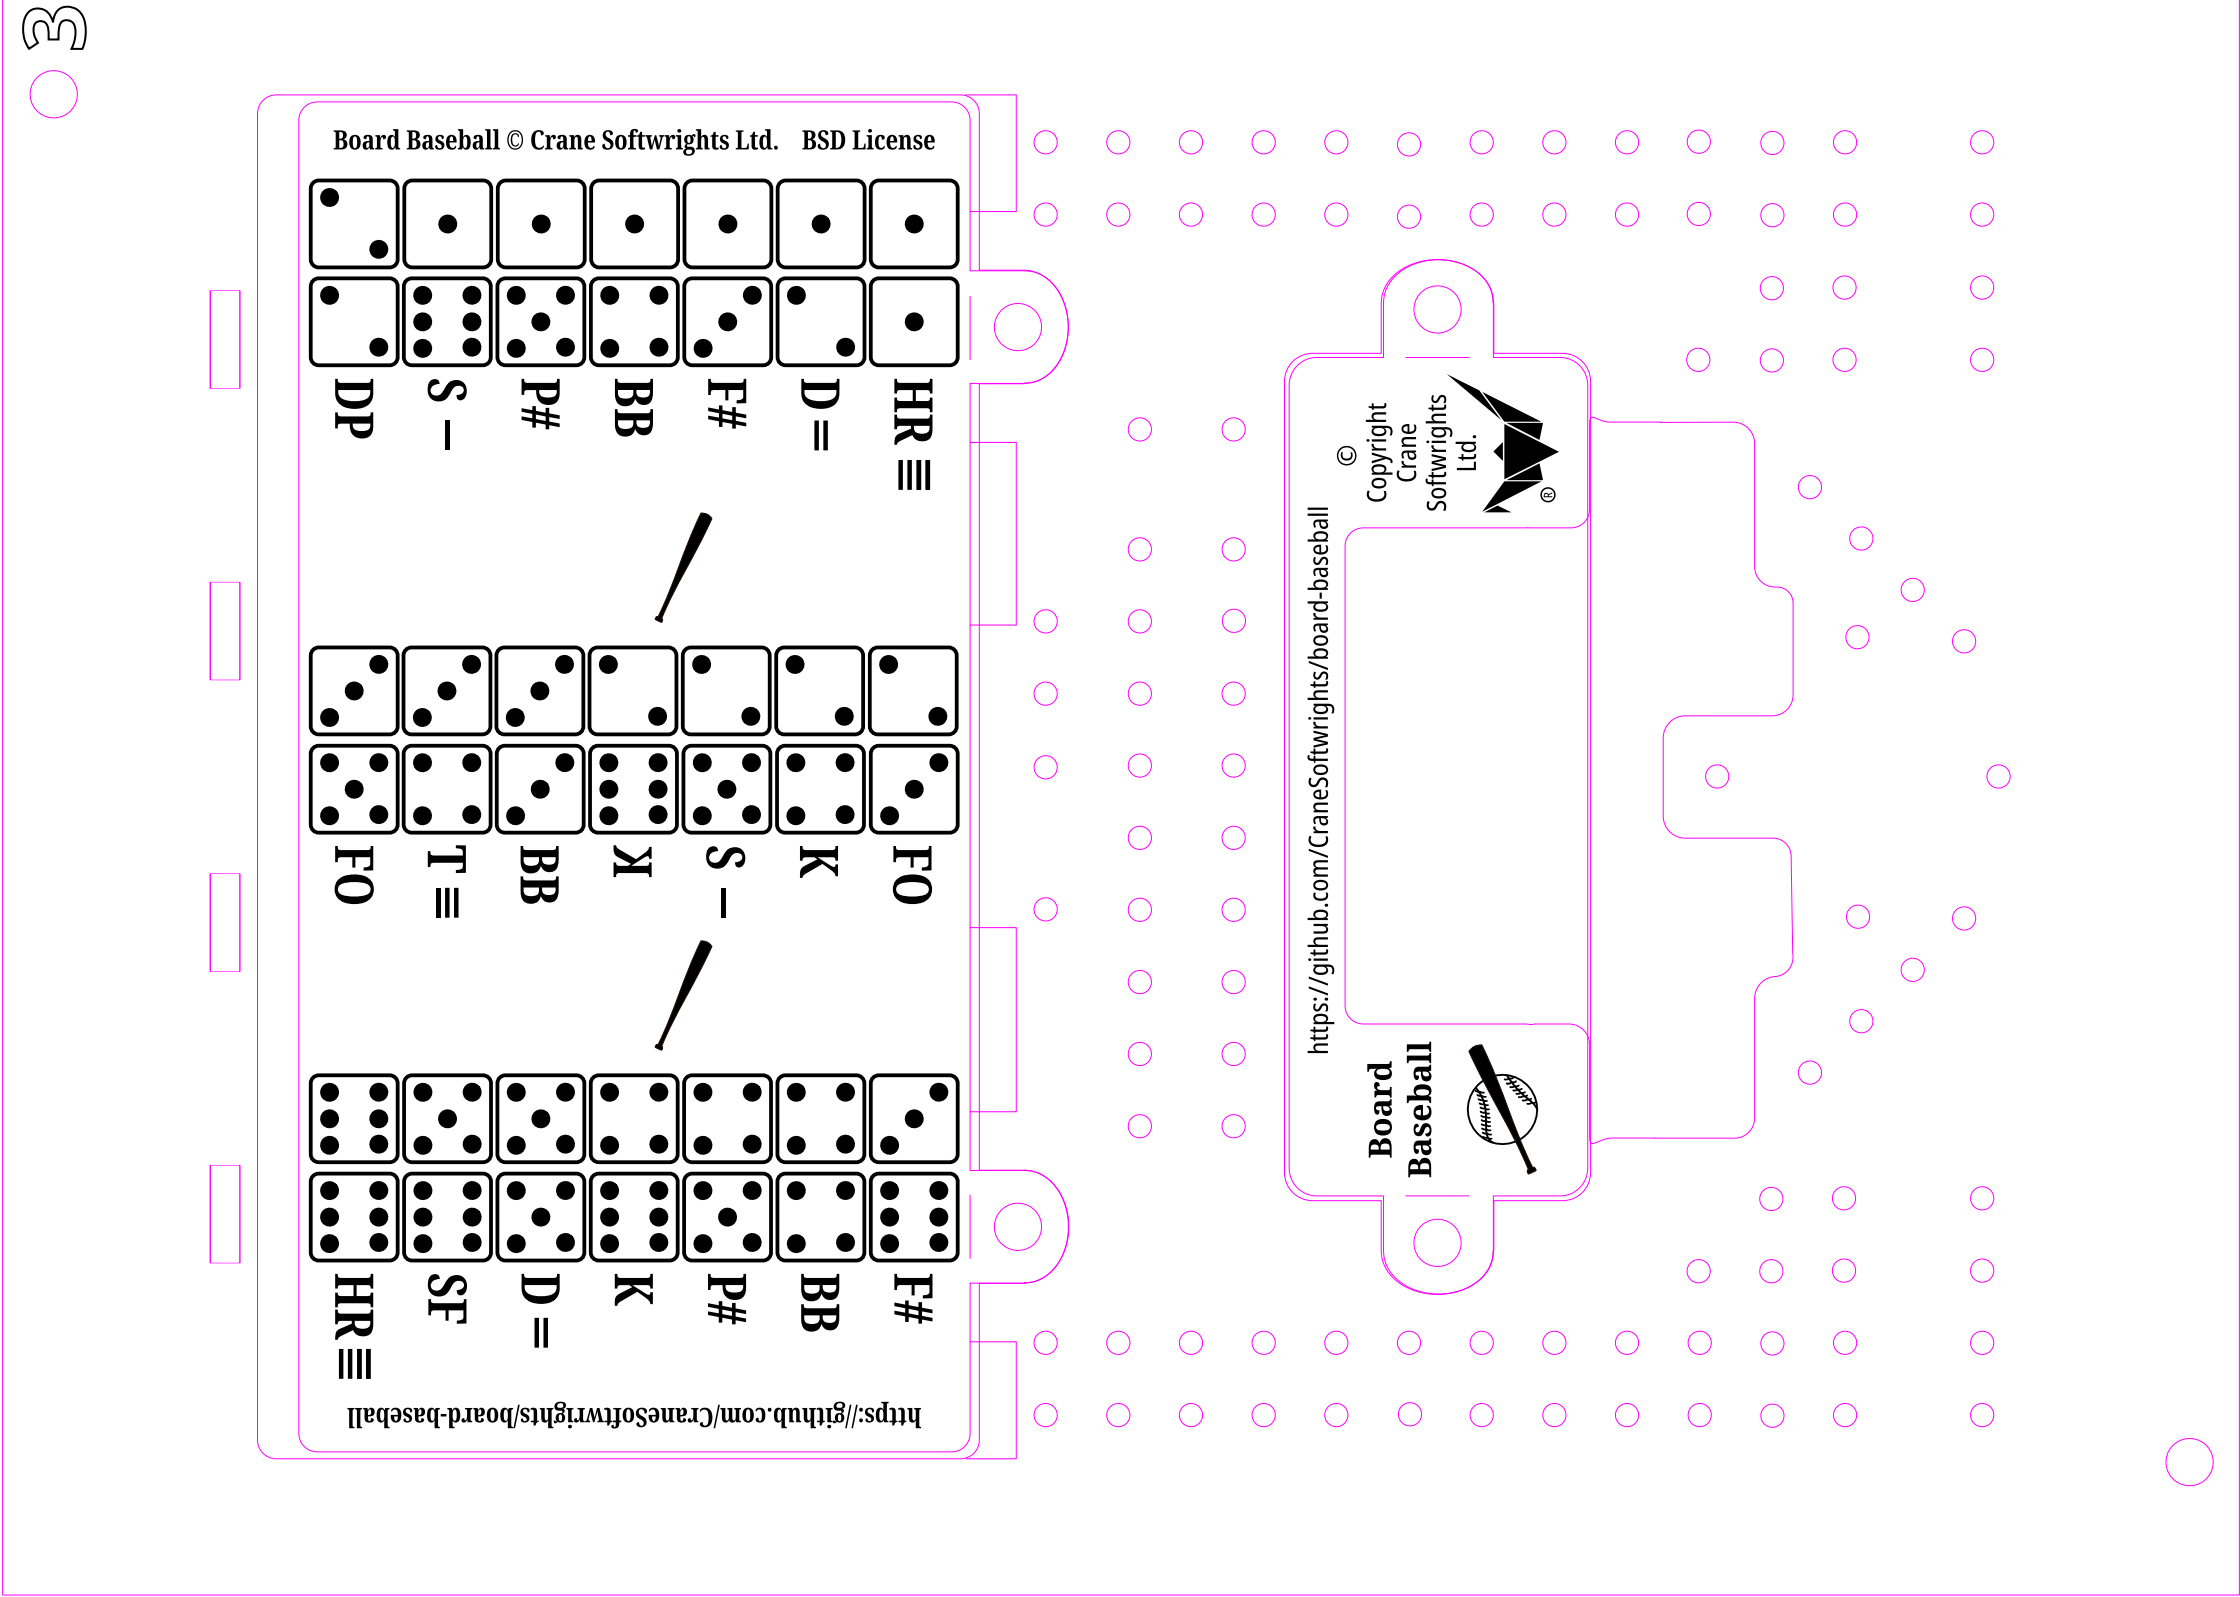 3
Board Baseball © Crane Softwrights Ltd. BSD License
HR ≣
D =
F#
BB
P#
S –
DP
FO
K
S –
ꓘ
BB
T ≡
FO
F#
BB
P#
K
D =
SF
HR ≣
https://github.com/CraneSoftwrights/board-baseball
https://github.com/CraneSoftwrights/board-baseball
©
Copyright
Crane
Softwrights
Ltd.
®
Board
Baseball